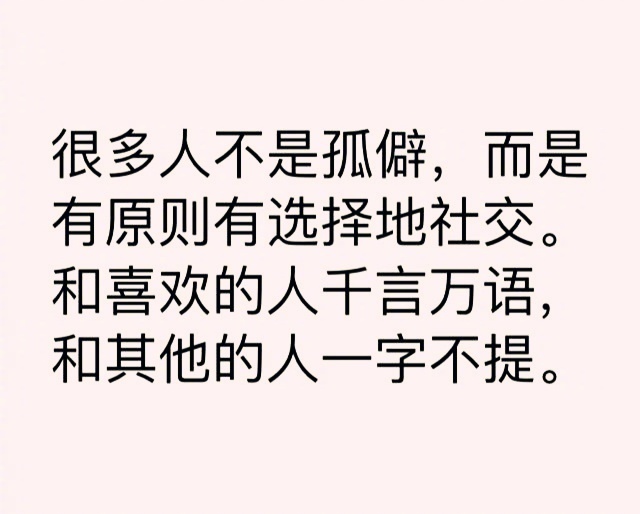 很多人不是孤僻，而是
有原则有选择地社交。
和喜欢的人千言万语，
和其他的人一字不提。